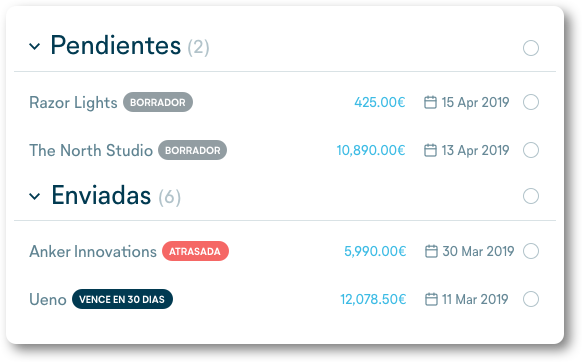 Pendientes (2)
Razor Lights BORRADOR 425.00€ 15 Apr 2019
The North Studio BORRADOR 10,890.00€ 13 Apr 2019
Enviadas (6)
Anker Innovations ATRASADA 5,990.00€ 30 Mar 2019
Ueno VENCE EN 30 DIAS 12,078.50€ 11 Mar 2019